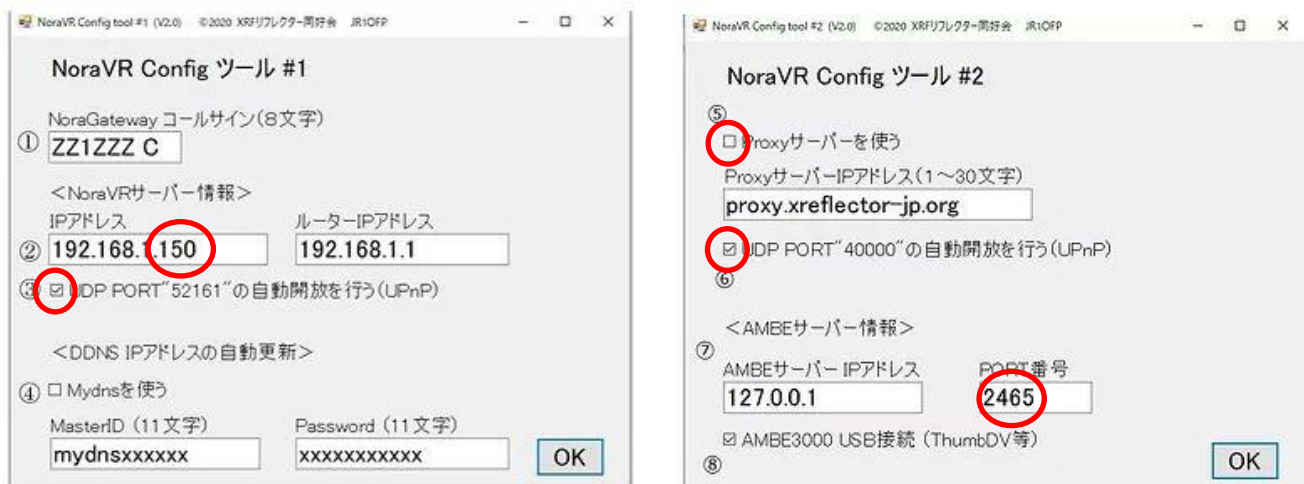 NoraVR Config tool #1 (V2.0) ©2020 XRFリフレクター同好会 JR1OFP
NoraVR Config ツール #1
NoraGateway コールサイン(8文字)
① ZZ1ZZZ C
<NoraVRサーバー情報>
IPアドレス ルーターIPアドレス
② 192.168.1.150 192.168.1.1
③ UDP PORT"52161"の自動開放を行う(UPnP)
<DDNS IPアドレスの自動更新>
④ Mydnsを使う
MasterID (11文字) Password (11文字)
mydnsxxxxxx xxxxxxxxxxx OK
NoraVR Config tool #2 (V2.0) ©2020 XRFリフレクター同好会 JR1OFP
NoraVR Config ツール #2
⑤
Proxyサーバーを使う
ProxyサーバーIPアドレス(1~30文字)
proxy.xreflector-jp.org
UDP PORT"40000"の自動開放を行う(UPnP)
⑥
<AMBEサーバー情報>
⑦
AMBEサーバー IPアドレス PORT番号
127.0.0.1 2465
AMBE3000 USB接続 (ThumbDV等)
⑧ OK